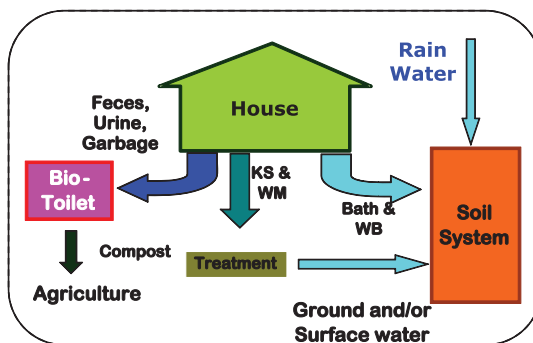 Rain
Water
House
Feces,
Urine,
Garbage
KS &
WM
Bio-
Toilet
Bath &
WB
Soil
System
Compost
Treatment
Agriculture
Ground and/or
Surface water